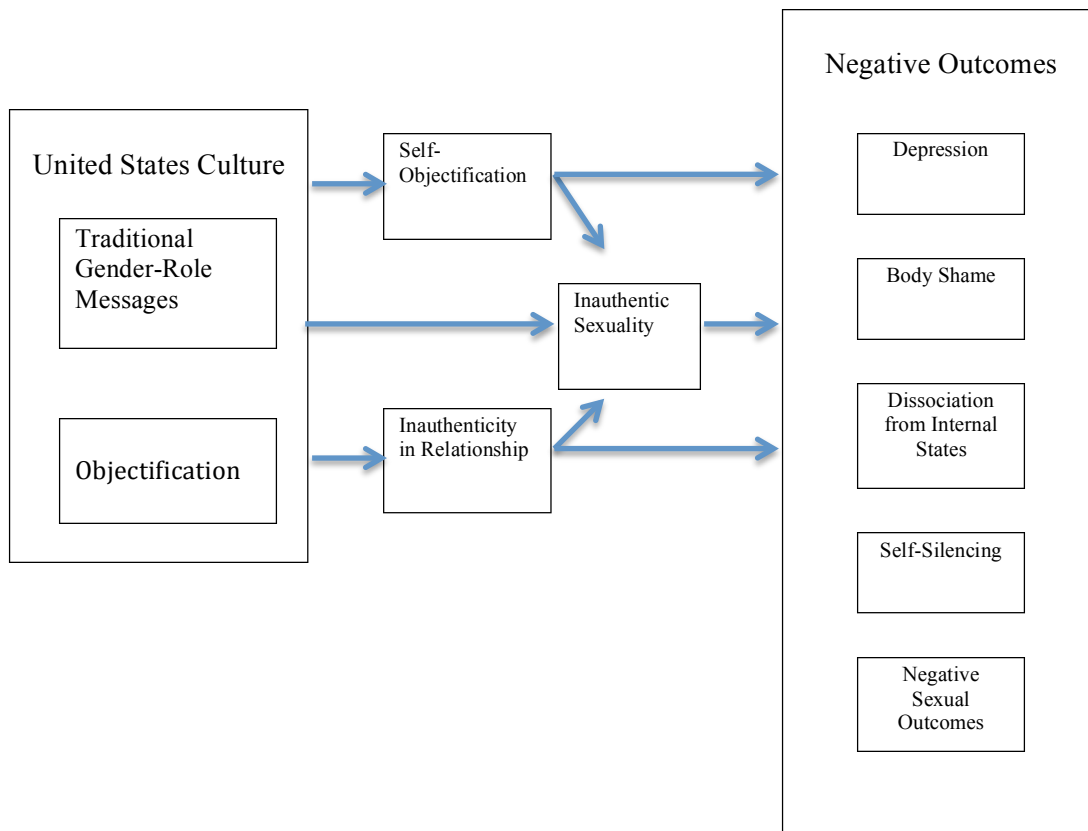 United States Culture
Traditional
Gender-Role
Messages
Objectification
Self-
Objectification
Inauthentic
Sexuality
Inauthenticity
in Relationship
Negative Outcomes
Depression
Body Shame
Dissociation
from Internal
States
Self-Silencing
Negative
Sexual
Outcomes